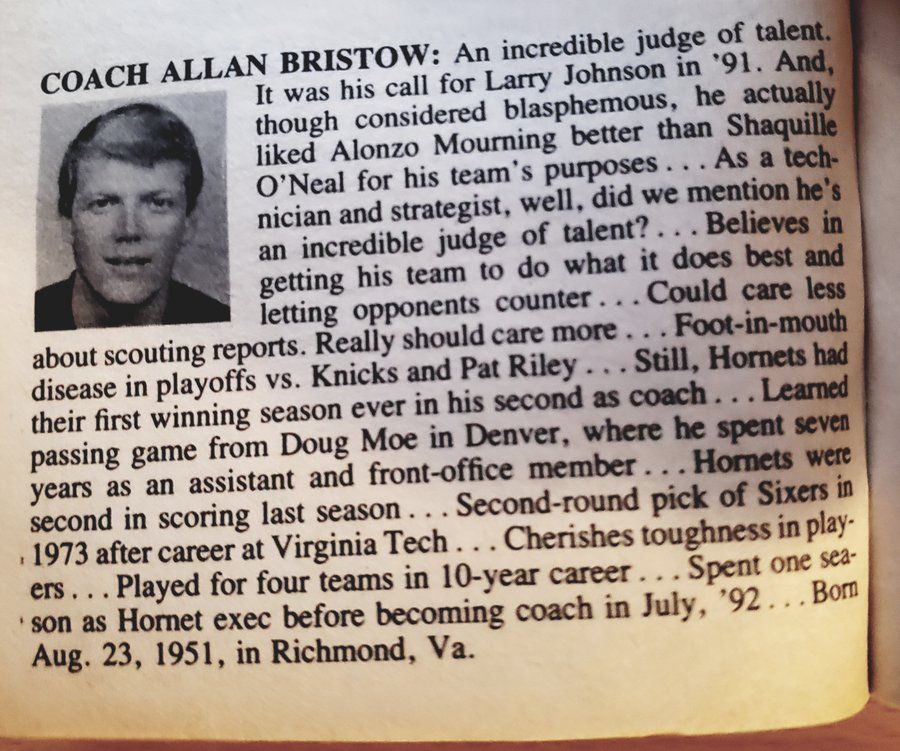 COACH ALLAN BRISTOW: An incredible judge of talent.
It was his call for Larry Johnson in '91. And,
though considered blasphemous, he actually
liked Alonzo Mourning better than Shaquille
O'Neal for his team's purposes . . . As a tech-
nician and strategist, well, did we mention he's
an incredible judge of talent? . . . Believes in
getting his team to do what it does best and
letting opponents counter . . . Could care less
about scouting reports. Really should care more . . . Foot-in-mouth
disease in playoffs vs. Knicks and Pat Riley . . . Still, Hornets had
their first winning season ever in his second as coach . . . Learned
passing game from Doug Moe in Denver, where he spent seven
years as an assistant and front-office member . . . Hornets were
second in scoring last season . . . Second-round pick of Sixers in
1973 after career at Virginia Tech . . . Cherishes toughness in play-
ers . . . Played for four teams in 10-year career . . . Spent one sea-
son as Hornet exec before becoming coach in July, '92 . . . Born
Aug. 23, 1951, in Richmond, Va.